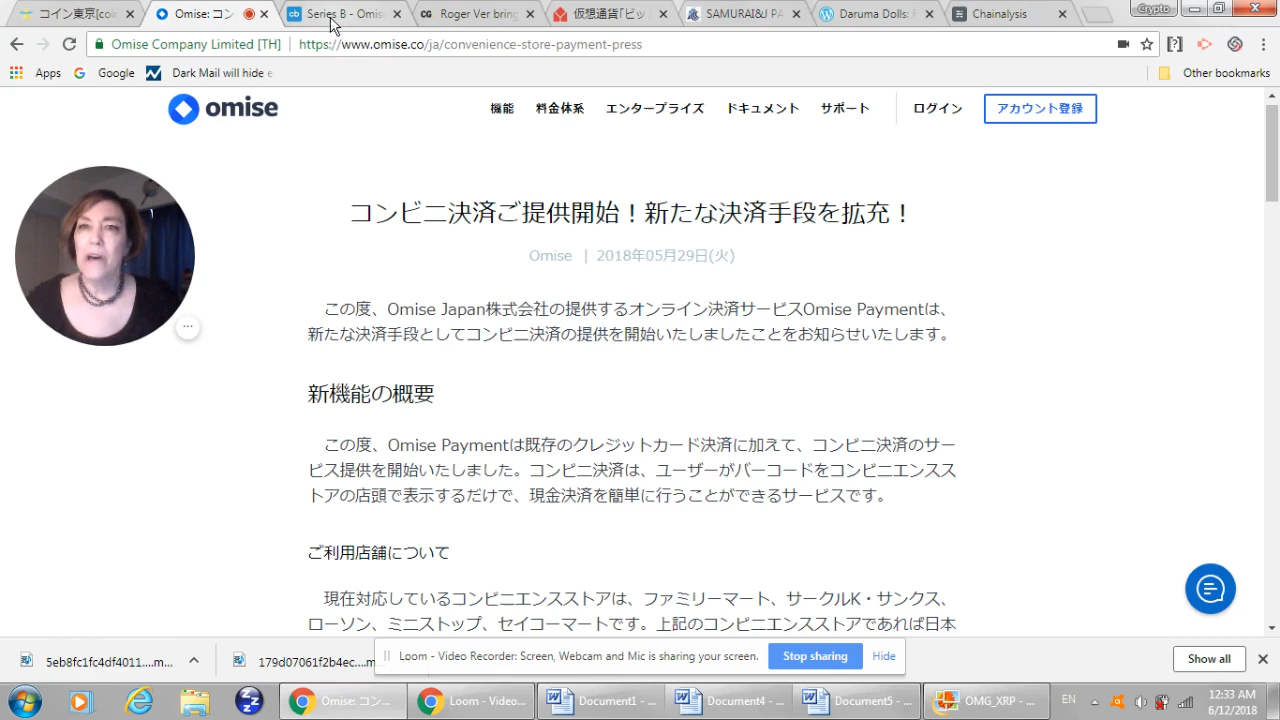 コイン東京[coin
Omise: コン
Series B - Omise
Roger Ver bring
仮想通貨「ビッ
SAMURAI&J PA
Daruma Dolls: F
Chainalysis
Crypto
Omise Company Limited [TH]
https://www.omise.co/ja/convenience-store-payment-press
Apps
Google
Dark Mail will hide e
Other bookmarks
omise
機能
料金体系
エンタープライズ
ドキュメント
サポート
ログイン
アカウント登録
コンビニ決済ご提供開始！新たな決済手段を拡充！
Omise | 2018年05月29日(火)
この度、Omise Japan株式会社の提供するオンライン決済サービスOmise Paymentは、
新たな決済手段としてコンビニ決済の提供を開始いたしましたことをお知らせいたします。
新機能の概要
この度、Omise Paymentは既存のクレジットカード決済に加えて、コンビニ決済のサー
ビス提供を開始いたしました。コンビニ決済は、ユーザーがバーコードをコンビニエンスス
トアの店頭で表示するだけで、現金決済を簡単に行うことができるサービスです。
ご利用店舗について
現在対応しているコンビニエンスストアは、ファミリーマート、サークルK・サンクス、
ローソン、ミニストップ、セイコーマートです。上記のコンビニエンスストアであれば日本
Loom - Video Recorder: Screen, Webcam and Mic is sharing your screen.
Stop sharing
Hide
5eb8fc1fc4df4011....m...
179d07061f2b4ec....m
Show all
Omise: コン...
Loom - Video...
Document1 - ...
Document4 - ...
Document5 - ...
OMG_XRP - ...
EN
12:33 AM
6/12/2018